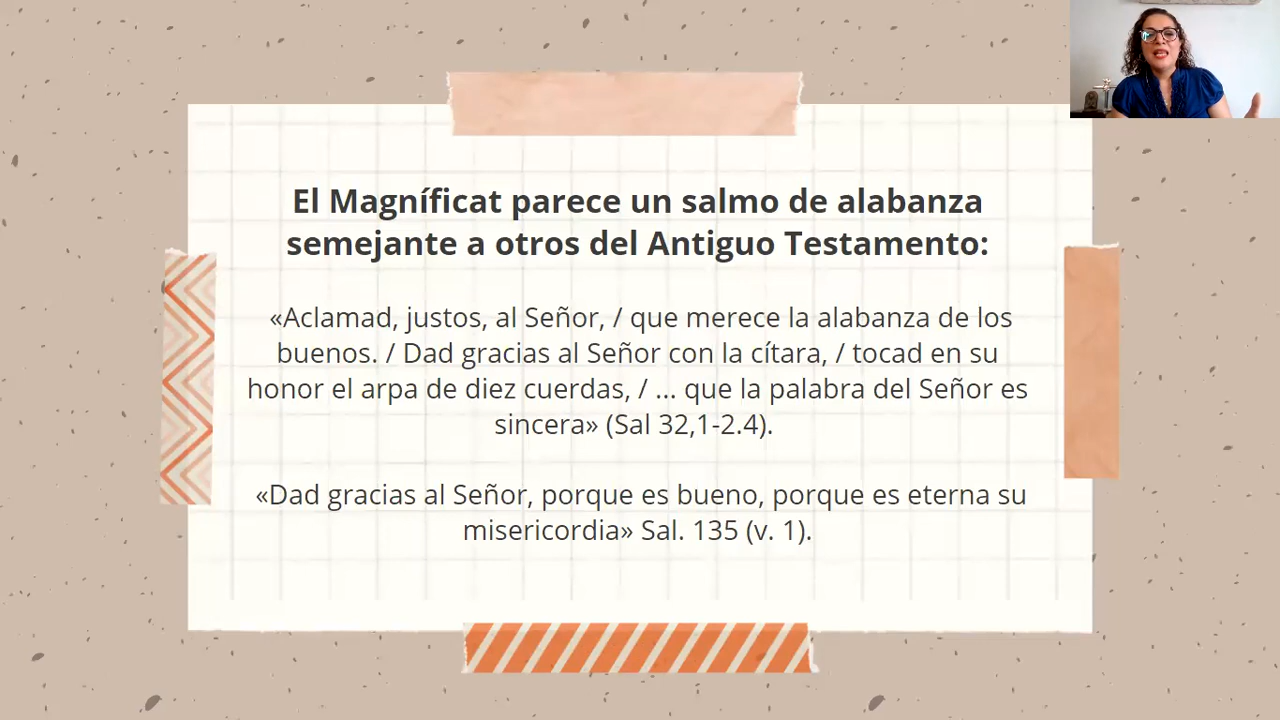 El Magníficat parece un salmo de alabanza
semejante a otros del Antiguo Testamento:
«Aclamad, justos, al Señor, / que merece la alabanza de los
buenos. / Dad gracias al Señor con la cítara, / tocad en su
honor el arpa de diez cuerdas, / ... que la palabra del Señor es
sincera» (Sal 32,1-2.4).
«Dad gracias al Señor, porque es bueno, porque es eterna su
misericordia» Sal. 135 (v. 1).